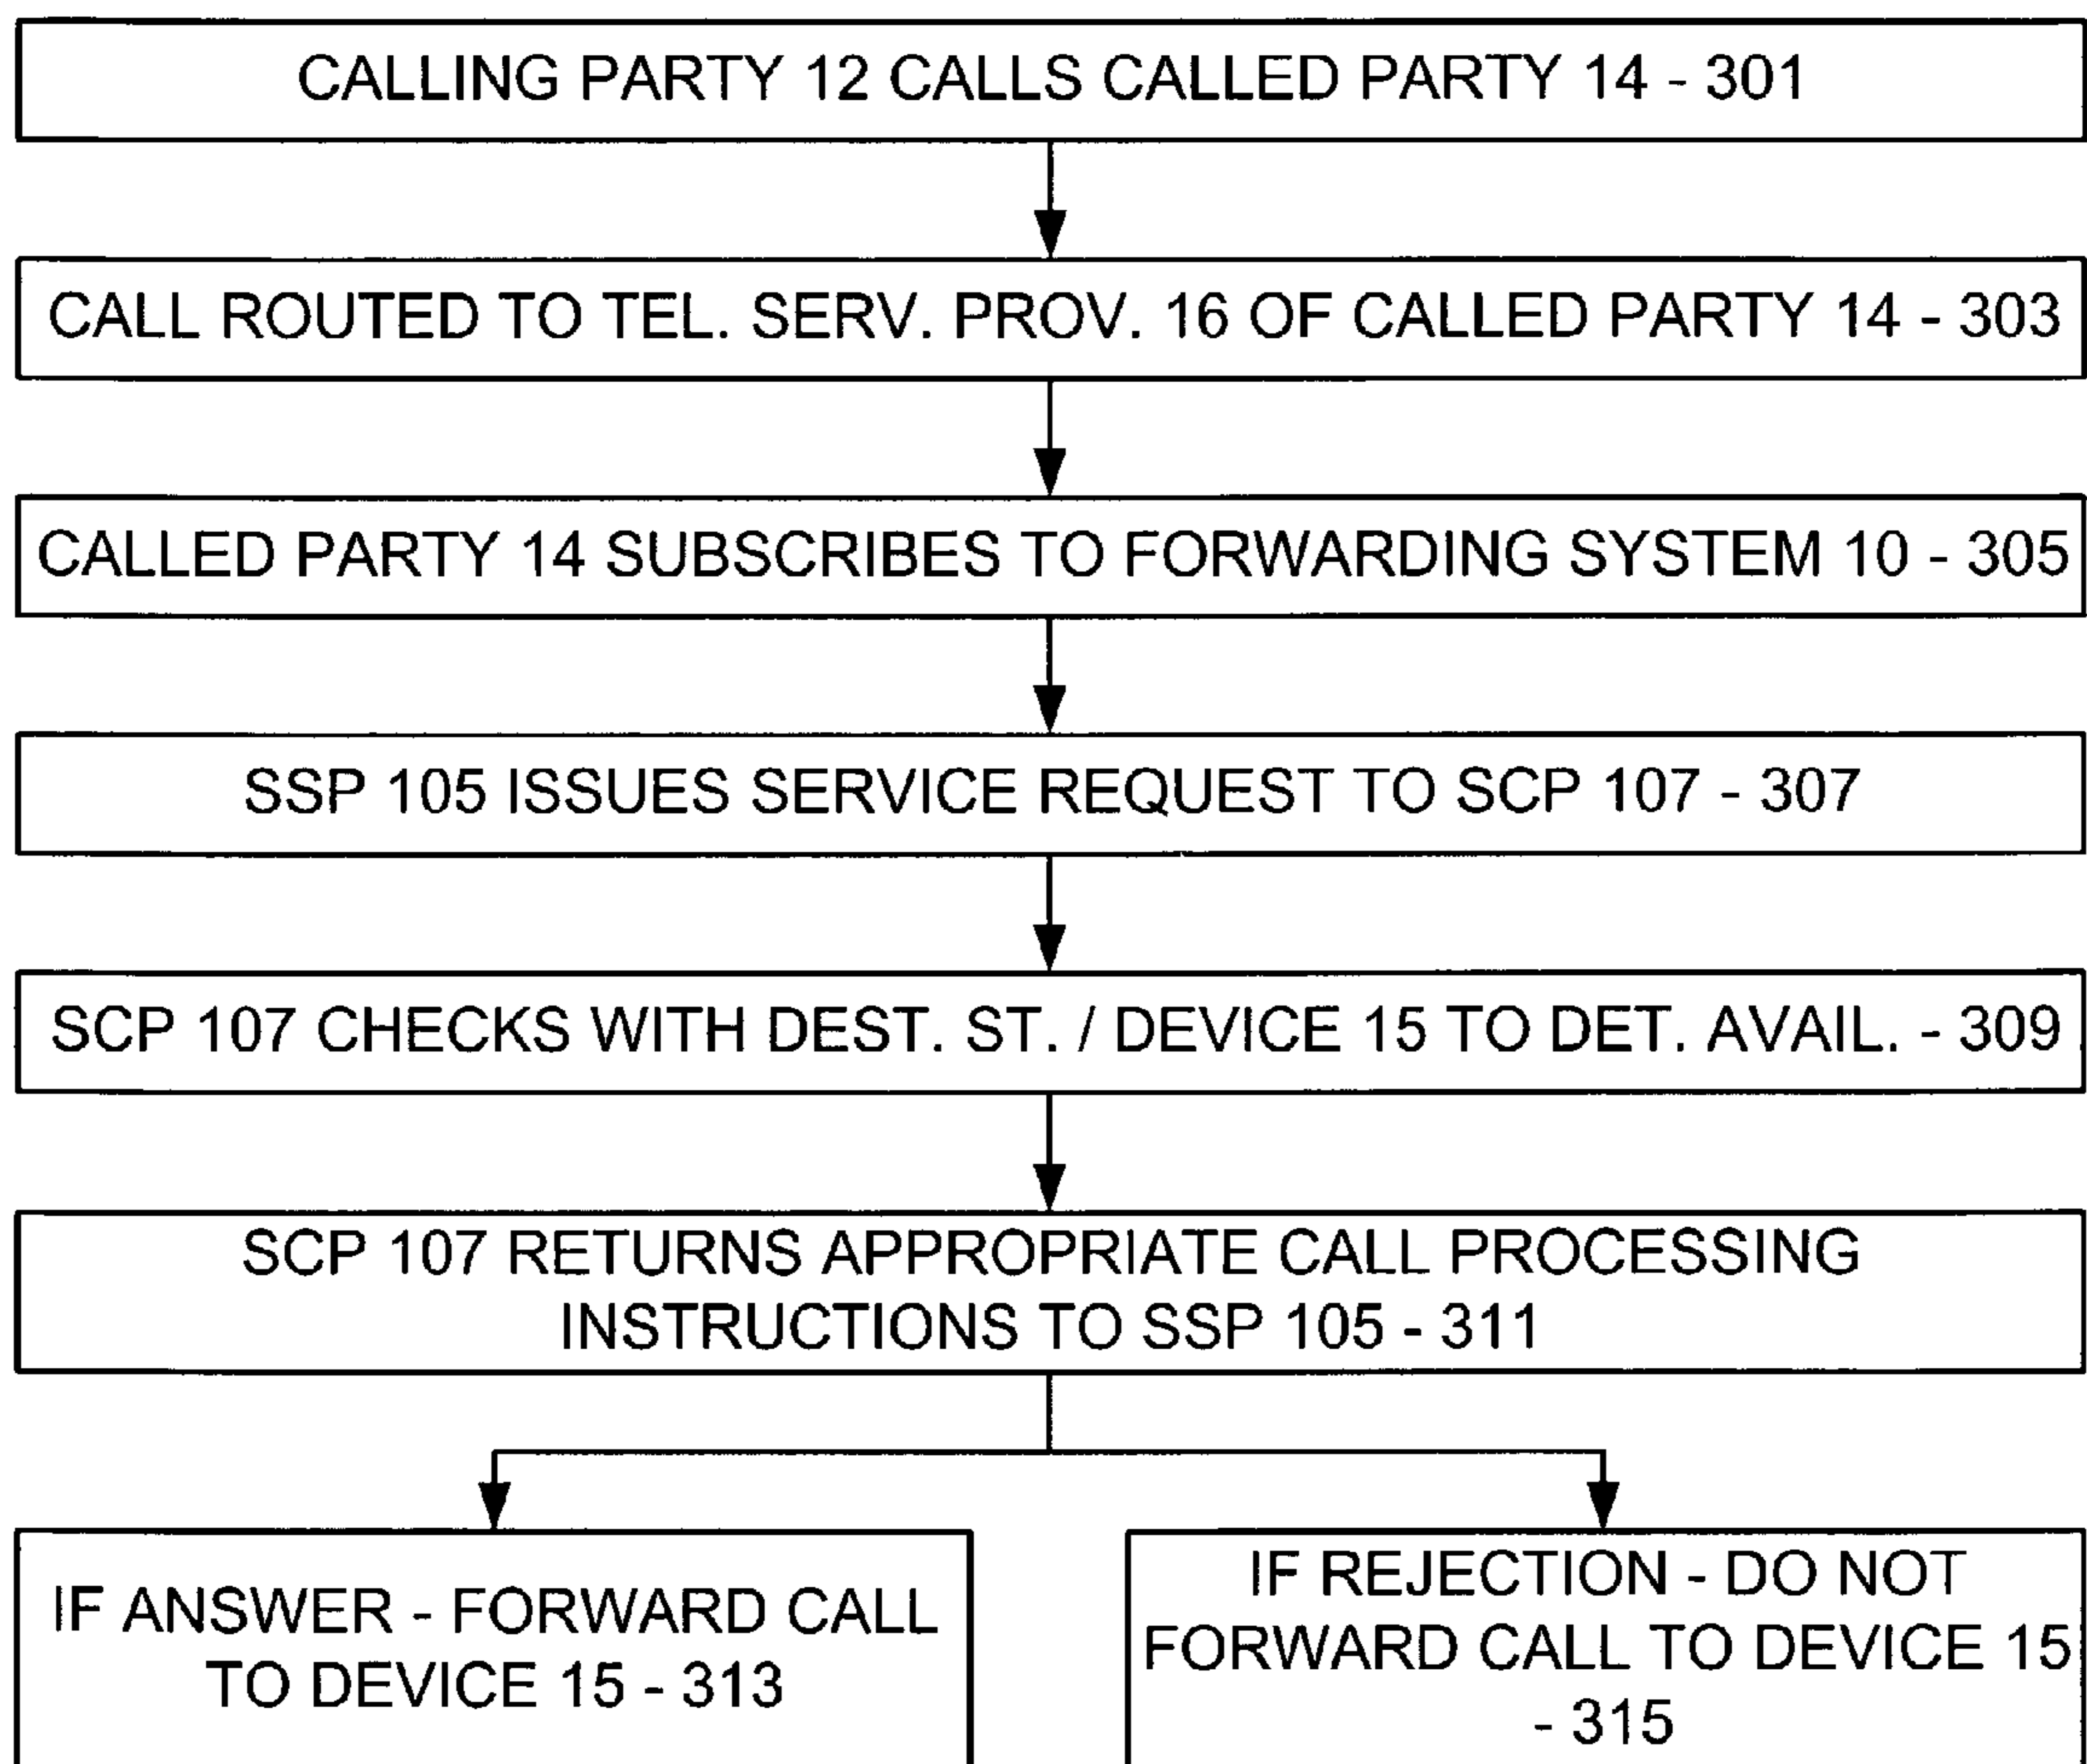 CALLING PARTY 12 CALLS CALLED PARTY 14 - 301
CALL ROUTED TO TEL. SERV. PROV. 16 OF CALLED PARTY 14 - 303
CALLED PARTY 14 SUBSCRIBES TO FORWARDING SYSTEM 10 - 305
SSP 105 ISSUES SERVICE REQUEST TO SCP 107 - 307
SCP 107 CHECKS WITH DEST. ST. / DEVICE 15 TO DET. AVAIL. - 309
SCP 107 RETURNS APPROPRIATE CALL PROCESSING
INSTRUCTIONS TO SSP 105 - 311
IF ANSWER - FORWARD CALL
TO DEVICE 15 - 313
IF REJECTION - DO NOT
FORWARD CALL TO DEVICE 15
- 315